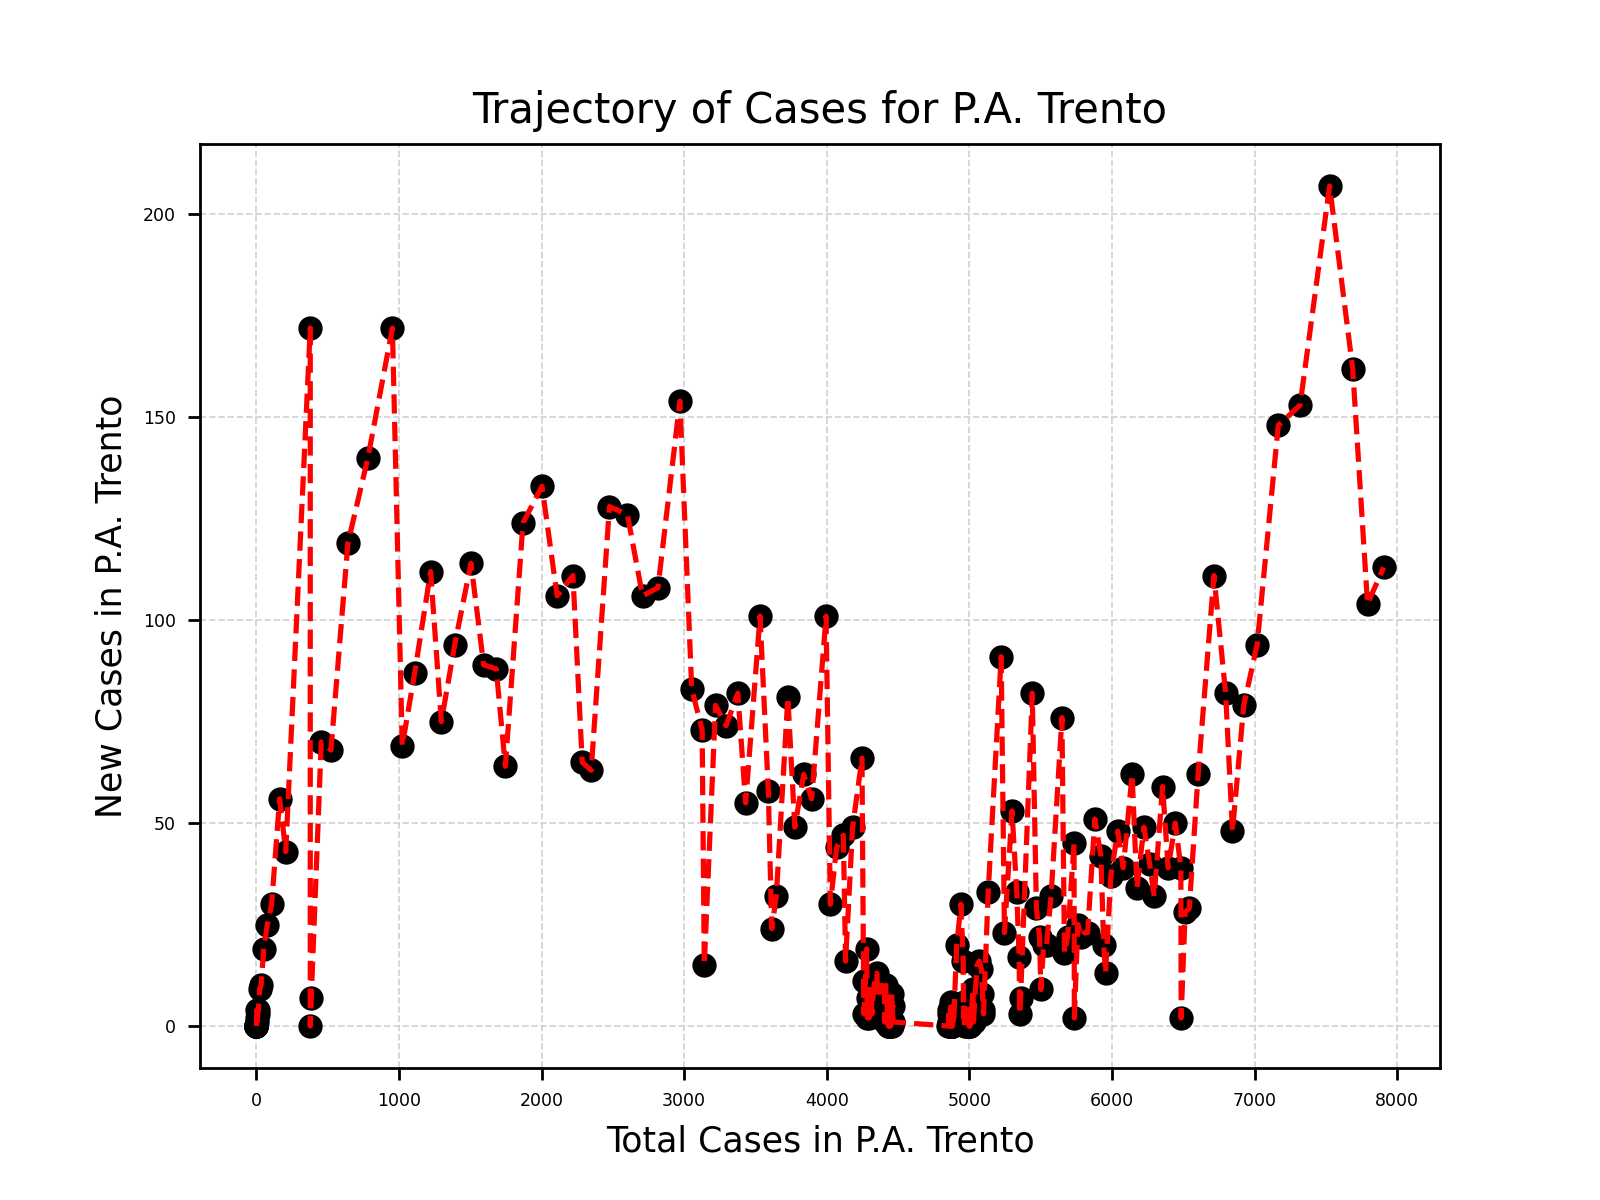 Trajectory of Cases for P.A. Trento
New Cases in P.A. Trento
200
150
100
50
0
0 1000 2000 3000 4000 5000 6000 7000 8000
Total Cases in P.A. Trento